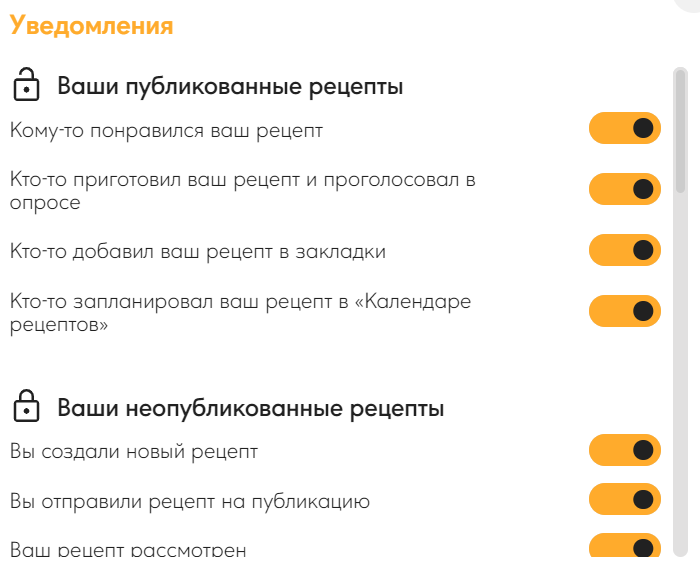 Уведомления
Ваши публикованные рецепты
Кому-то понравился ваш рецепт
Кто-то приготовил ваш рецепт и проголосовал в
опросе
Кто-то добавил ваш рецепт в закладки
Кто-то запланировал ваш рецепт в «Календаре
рецептов»
Ваши неопубликованные рецепты
Вы создали новый рецепт
Вы отправили рецепт на публикацию
Ваш рецепт рассмотрен